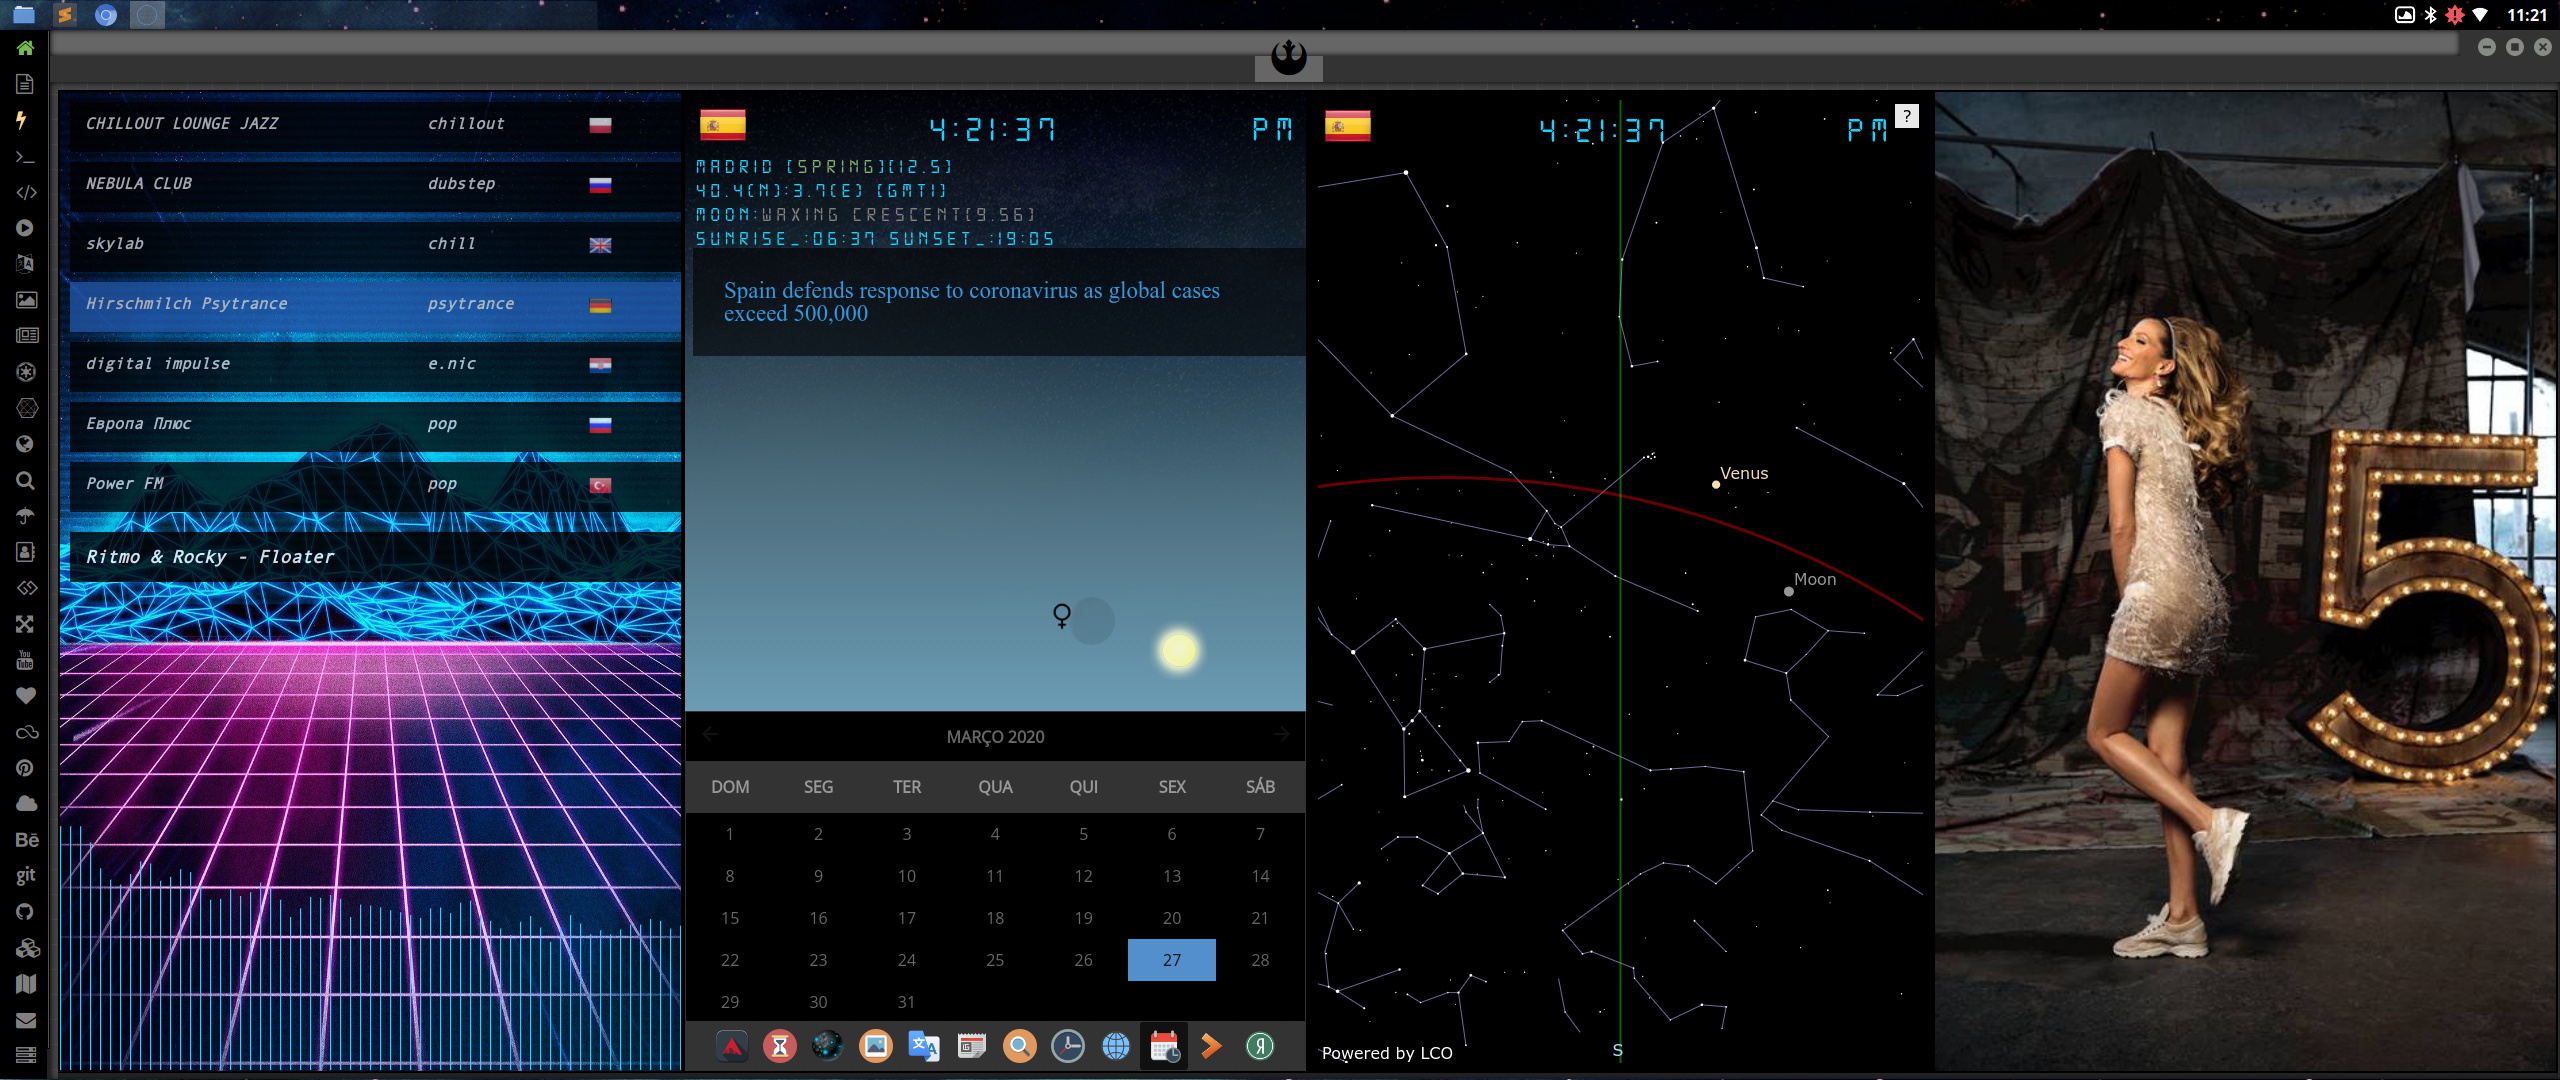 11:21
CHILLOUT LOUNGE JAZZ chillout
NEBULA CLUB dubstep
skylab chill
Hirschmilch Psytrance psytrance
digital impulse e.nic
Европа Плюс pop
Power FM pop
Ritmo & Rocky - Floater
You
Tube
Bē
git
4:21:37 PM
MADRID [SPRING][12.5]
40.4(N):3.7(E) [GMT1]
MOON:WAXING CRESCENT[9.56]
SUNRISE_:06:37 SUNSET_:19:05
Spain defends response to coronavirus as global cases
exceed 500,000
MARÇO 2020
DOM SEG TER QUA QUI SEX SÁB
1 2 3 4 5 6 7
8 9 10 11 12 13 14
15 16 17 18 19 20 21
22 23 24 25 26 27 28
29 30 31
文A
Я
4:21:37 PM ?
Venus
Moon
Powered by LCO
S
5